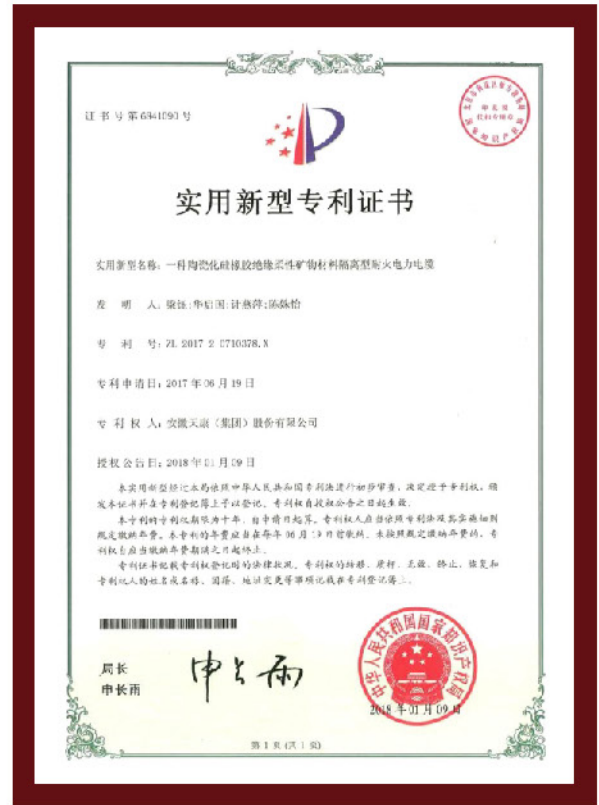 证书号第6841090号
实用新型专利证书
实用新型名称：一种陶瓷化硅橡胶绝缘柔性矿物材料隔离型耐火电力电缆
发 明 人：华启国;计燕萍;陈姝怡
专 利 号：ZL 2017 2 0710378.X
专利申请日：2017年06月19日
专 利 权 人：安徽天康（集团）股份有限公司
授权公告日：2018年01月09日
本实用新型经过本局依照中华人民共和国专利法进行初步审查，决定授予专利权，颁
发本证书并在专利登记簿上予以登记。专利权自授权公告之日起生效。
本专利的专利权期限为十年，自申请日起算。专利权人应当依照专利法及其实施细则
规定缴纳年费。本专利的年费应当在每年06月19日前缴纳。未按照规定缴纳年费的，专
利权自应当缴纳年费期满之日起终止。
专利证书记载专利权登记时的法律状况。专利权的转移、质押、无效、终止、恢复和
专利权人的姓名或名称、国籍、地址变更等事项记载在专利登记簿上。
局长
申长雨
申长雨
中华人民共和国国家知识产权局
2018年01月09日
第1页(共1页)